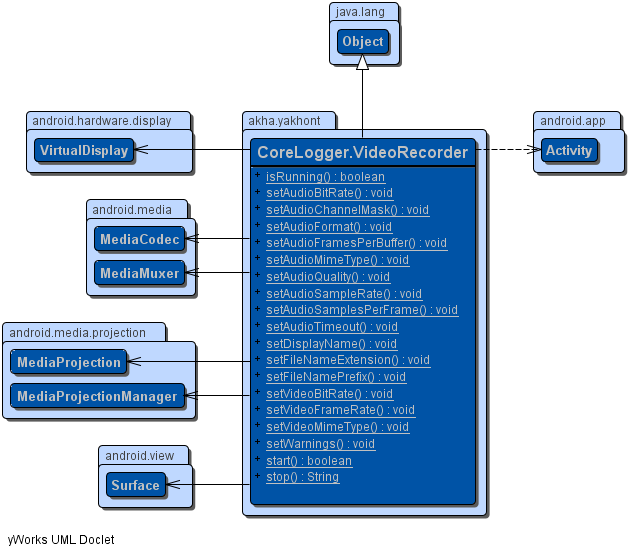 java.lang
Object
android.hardware.display
VirtualDisplay
akha.yakhont
CoreLogger.VideoRecorder
android.app
Activity
+ isRunning() : boolean
+ setAudioBitRate() : void
+ setAudioChannelMask() : void
+ setAudioFormat() : void
+ setAudioFramesPerBuffer() : void
+ setAudioMimeType() : void
+ setAudioQuality() : void
+ setAudioSampleRate() : void
+ setAudioSamplesPerFrame() : void
+ setAudioTimeout() : void
+ setDisplayName() : void
+ setFileNameExtension() : void
+ setFileNamePrefix() : void
+ setVideoBitRate() : void
+ setVideoFrameRate() : void
+ setVideoMimeType() : void
+ setWarnings() : void
+ start() : boolean
+ stop() : String
android.media
MediaCodec
MediaMuxer
android.media.projection
MediaProjection
MediaProjectionManager
android.view
Surface
yWorks UML Doclet